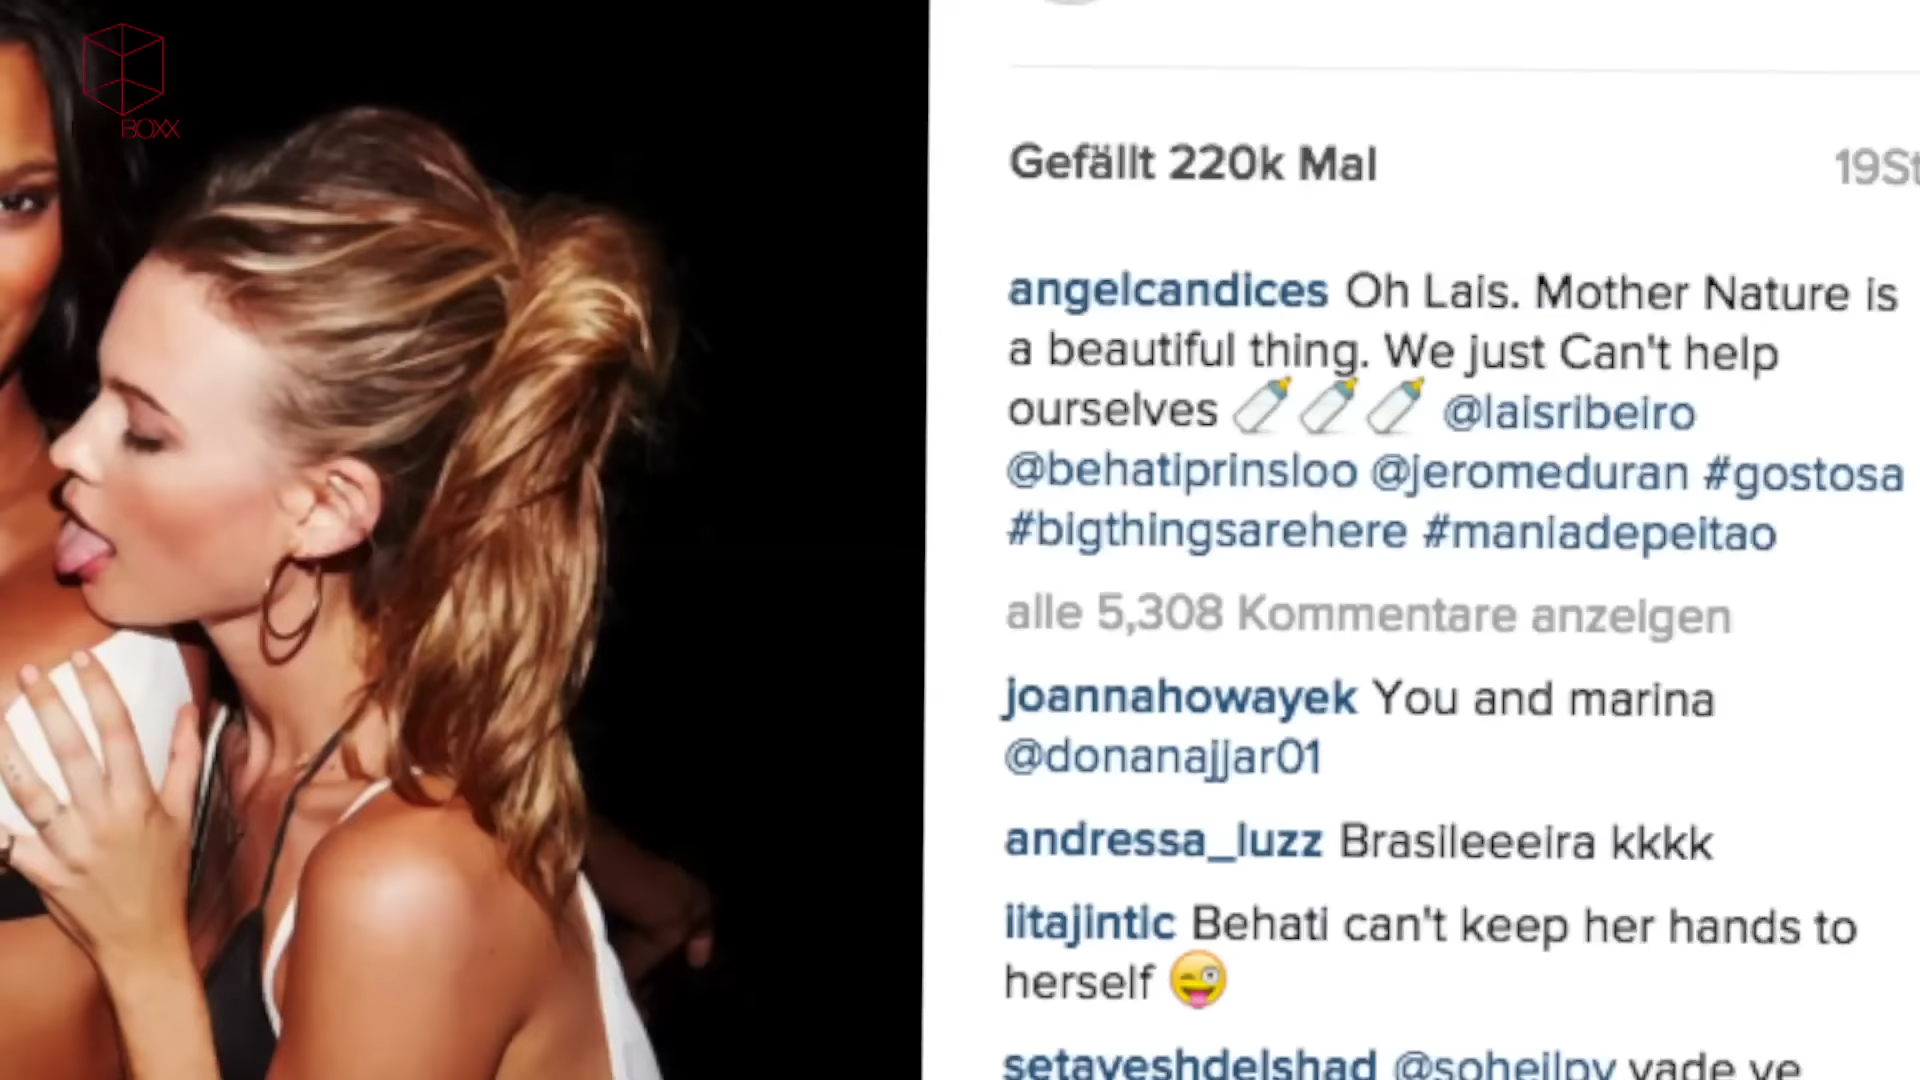 BOXX
Gefällt 220k Mal
19St
angelcandices Oh Lais. Mother Nature is
a beautiful thing. We just Can't help
ourselves 🍼🍼🍼 @laisribeiro
@behatiprinsloo @jeromeduran #gostosa
#bigthingsarehere #maniadepeitao
alle 5,308 Kommentare anzeigen
joannahowayek You and marina
@donanajjar01
andressa_luzz Brasileeeira kkkk
iitajintic Behati can't keep her hands to
herself 😜
setayeshdelshad @soheilpy yade ye